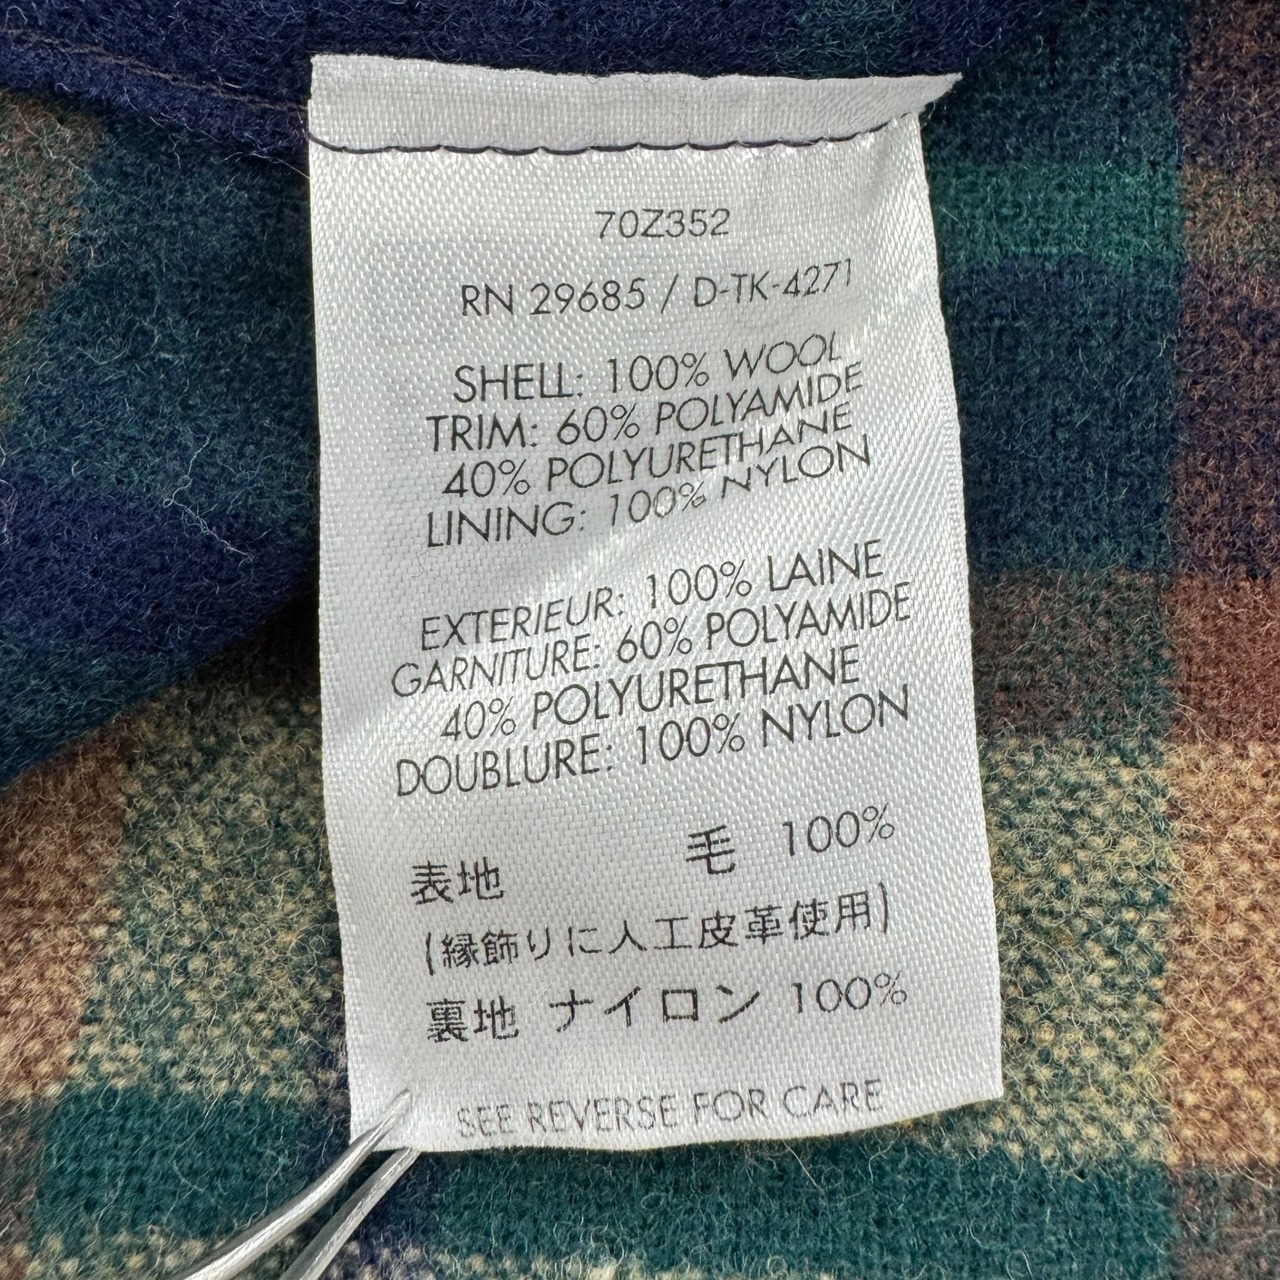 70Z352
RN 29685 / D-TK-4271
SHELL: 100% WOOL
TRIM: 60% POLYAMIDE
40% POLYURETHANE
LINING: 100% NYLON
EXTERIEUR: 100% LAINE
GARNITURE: 60% POLYAMIDE
40% POLYURETHANE
DOUBLURE: 100% NYLON
表地 毛 100%
(縁飾りに人工皮革使用)
裏地 ナイロン 100%
SEE REVERSE FOR CARE